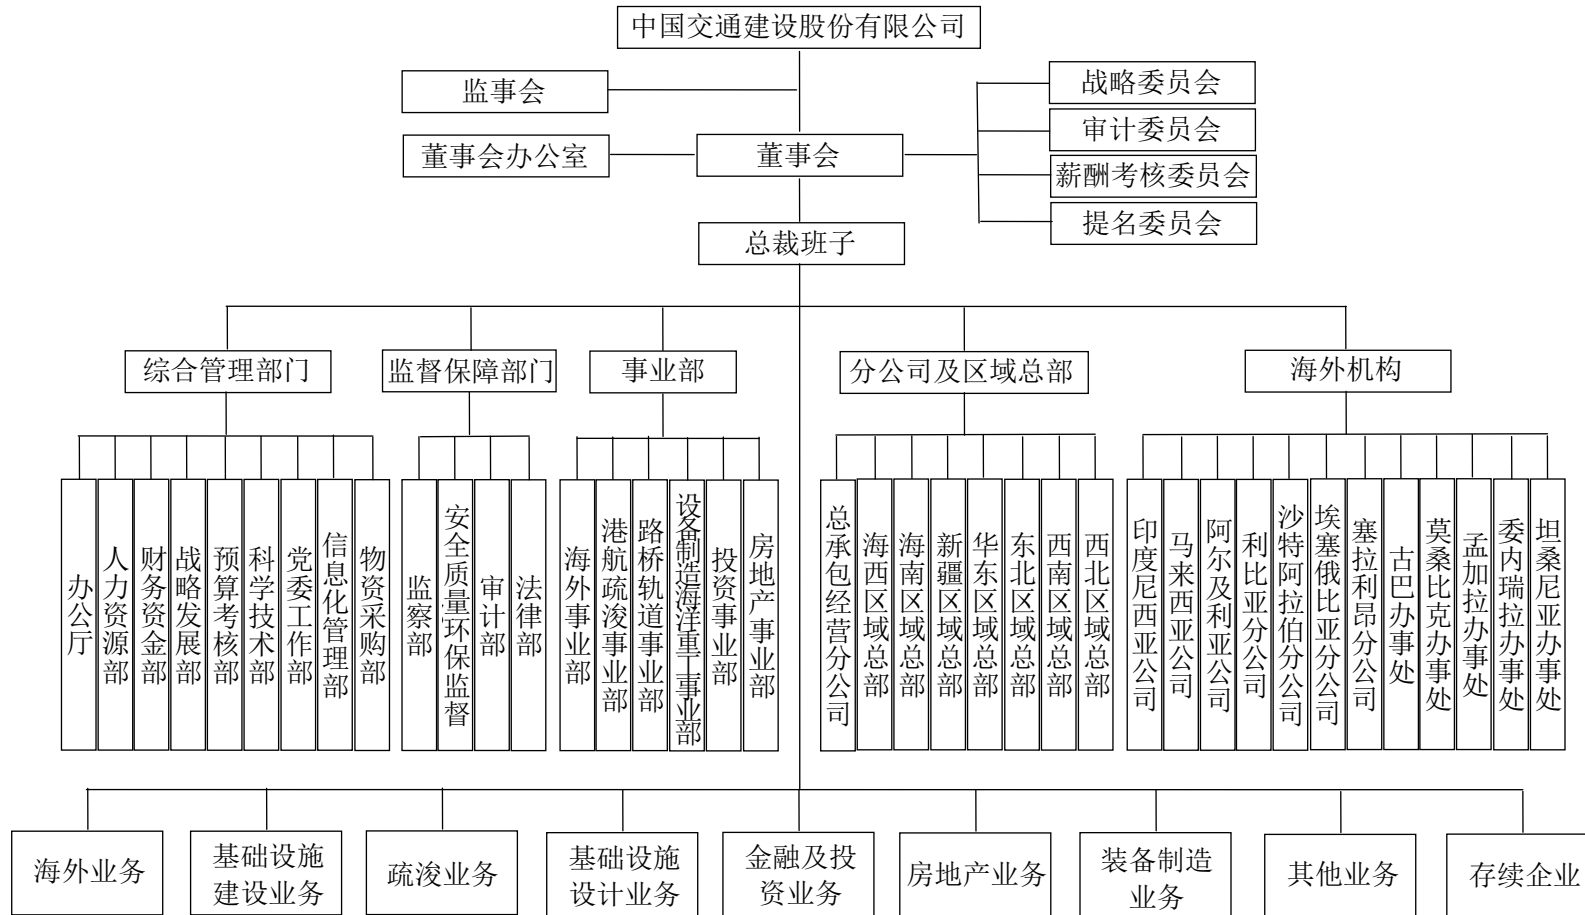 中国交通建设股份有限公司
监事会
战略委员会
审计委员会
董事会办公室
董事会
薪酬考核委员会
提名委员会
总裁班子
综合管理部门
监督保障部门
事业部
分公司及区域总部
海外机构
办公厅
人力资源部
财务资金部
战略发展部
预算考核部
科学技术部
党委工作部
信息化管理部
物资采购部
监察部
安全质量环保监督
审计部
法律部
海外事业部
港航疏浚事业部
路桥轨道事业部
设备制造海洋重工事业部
投资事业部
房地产事业部
总承包经营分公司
海西区域总部
海南区域总部
新疆区域总部
华东区域总部
东北区域总部
西南区域总部
西北区域总部
印度尼西亚公司
马来西亚公司
阿尔及利亚公司
利比亚分公司
沙特阿拉伯分公司
埃塞俄比亚分公司
塞拉利昂分公司
古巴办事处
莫桑比克办事处
孟加拉办事处
委内瑞拉办事处
坦桑尼亚办事处
海外业务
基础设施
建设业务
疏浚业务
基础设施
设计业务
金融及投
资业务
房地产业务
装备制造
业务
其他业务
存续企业